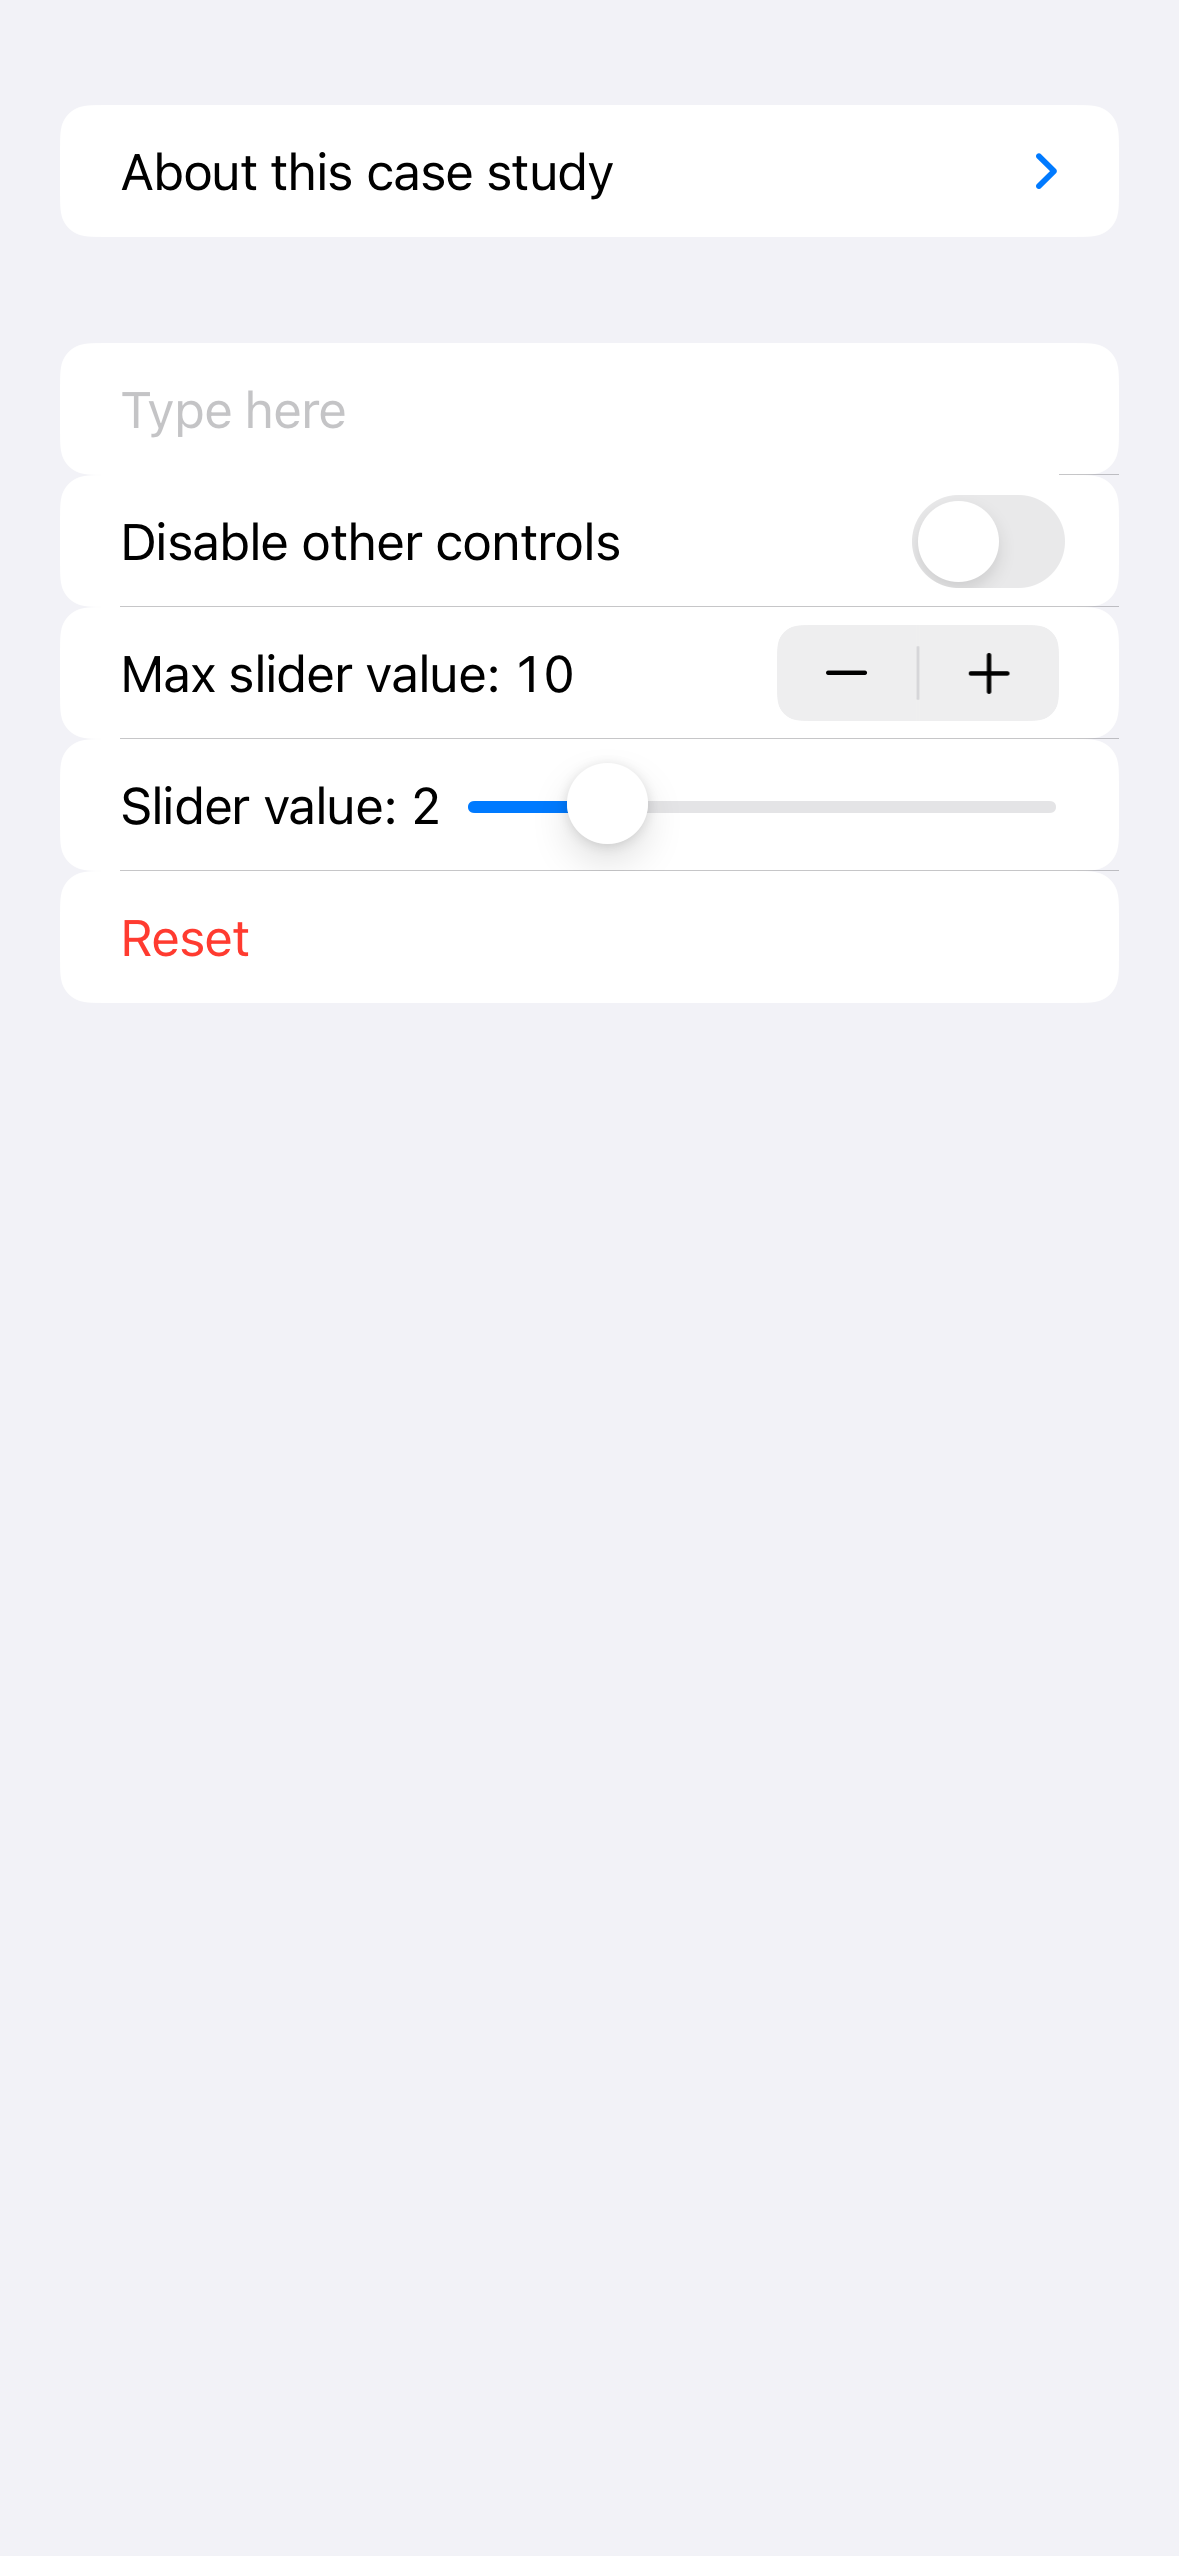 About this case study
Type here
Disable other controls
Max slider value: 10
Slider value: 2
Reset